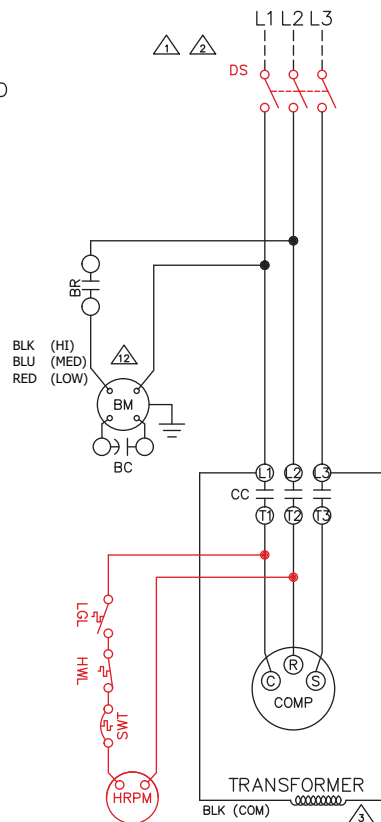 L1 L2 L3
1 2
DS
O
BR
BLK (HI)
BLU (MED)
RED (LOW)
12
BM
BC
L1 L2 L3
CC
T1 T2 T3
LGL
HWL
SWT
R
C S
COMP
HRPM
TRANSFORMER
BLK (COM)
3